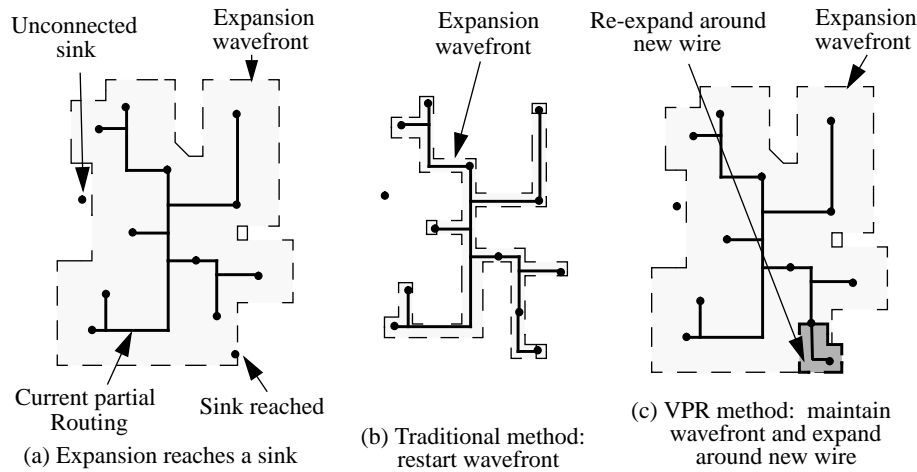 Unconnected
sink
Expansion
wavefront
Current partial
Routing
Sink reached
(a) Expansion reaches a sink
Expansion
wavefront
(b) Traditional method:
restart wavefront
Re-expand around
new wire
Expansion
wavefront
(c) VPR method: maintain
wavefront and expand
around new wire